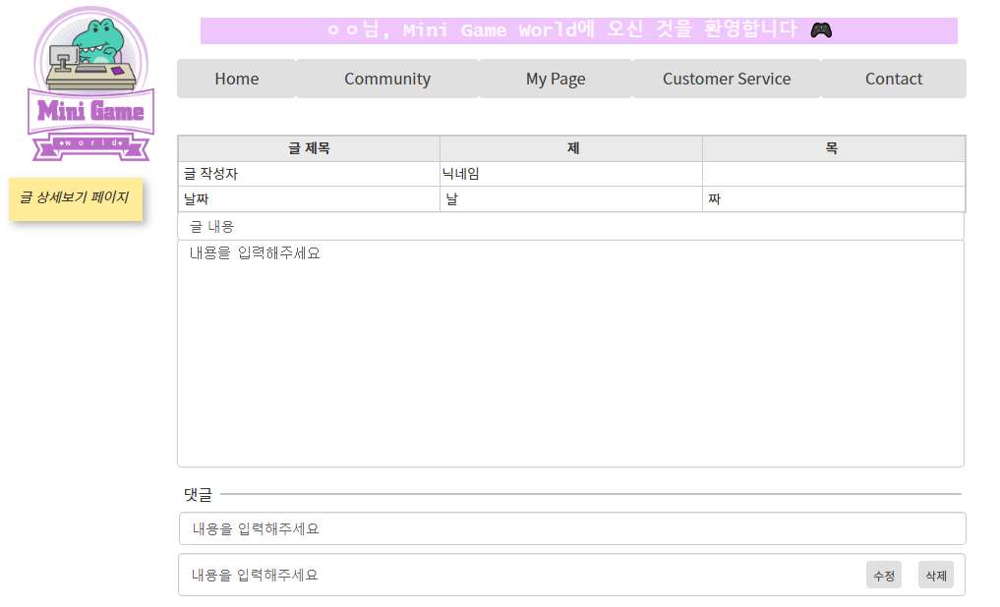 ㅇㅇ님, Mini Game World에 오신 것을 환영합니다 🎮
Mini Game
world
Home Community My Page Customer Service Contact
글 상세보기 페이지
글 제목 제 목
글 작성자 닉네임
날짜 날 짜
글 내용
내용을 입력해주세요
댓글
내용을 입력해주세요
내용을 입력해주세요 수정 삭제